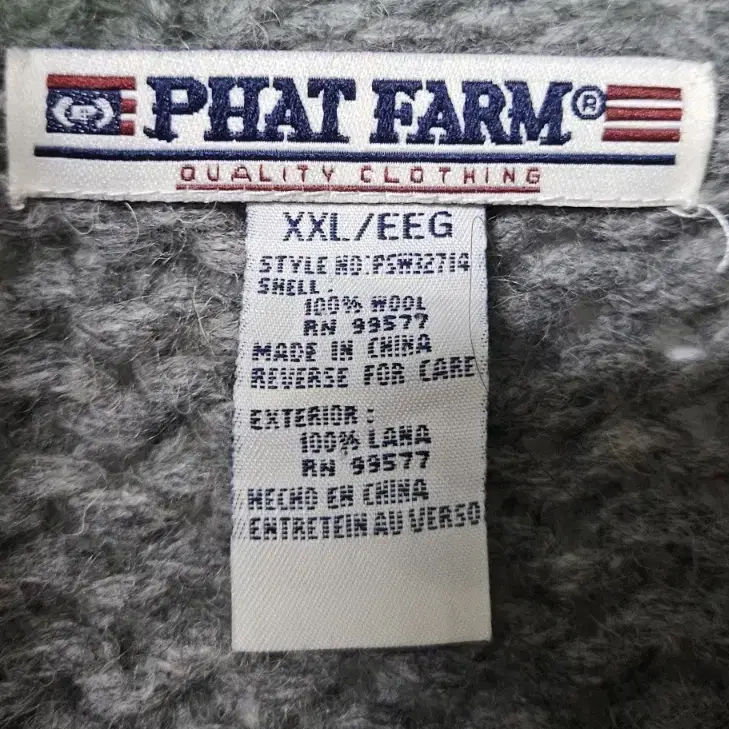 PHAT FARM®
QUALITY CLOTHING
XXL/EEG
STYLE NO:PSW32714
SHELL:
100% WOOL
RN 99577
MADE IN CHINA
REVERSE FOR CARE
EXTERIOR:
100% LANA
RN 99577
HECHO EN CHINA
ENTRETEIN AU VERSO